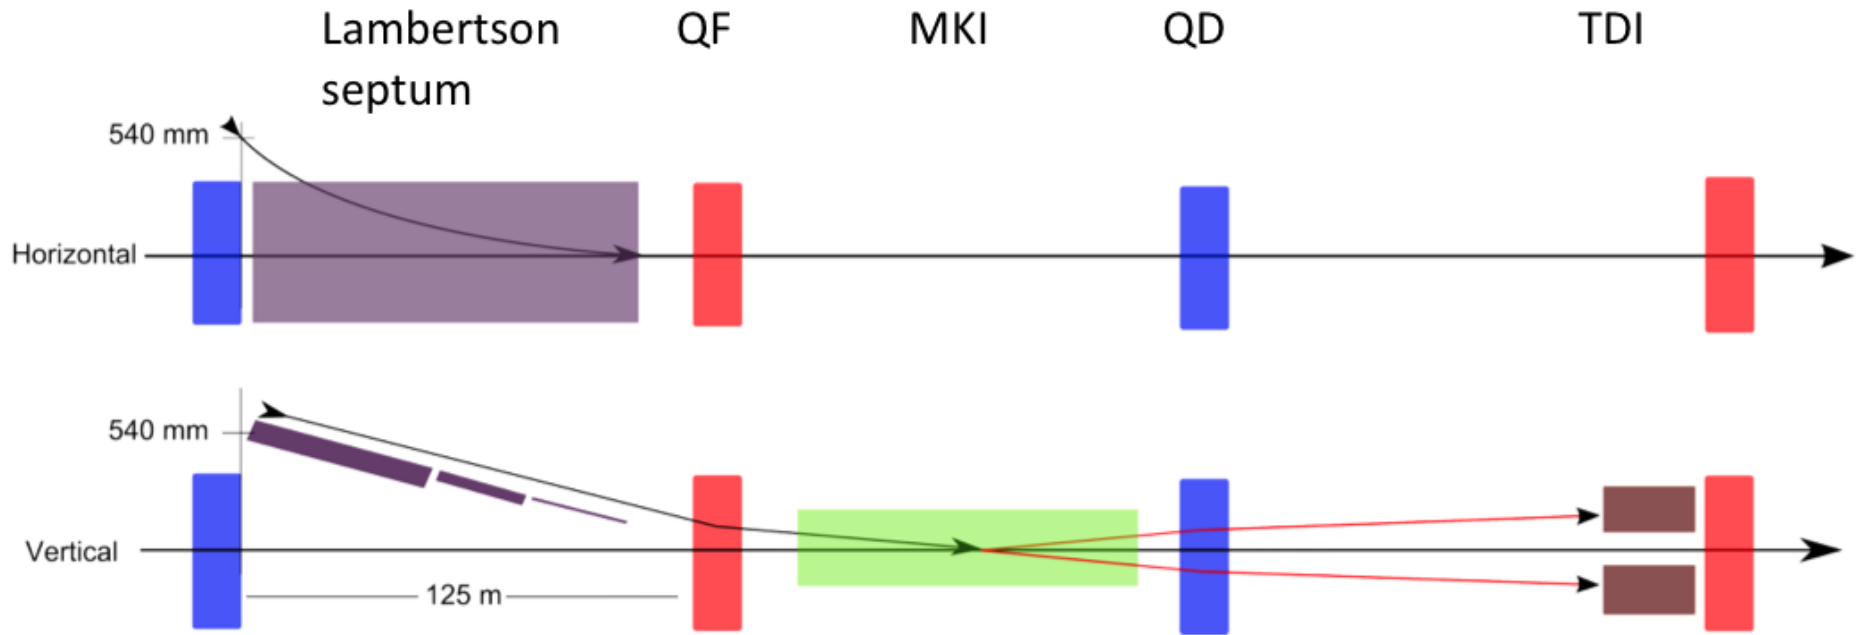 Lambertson septum
QF
MKI
QD
TDI
540 mm
Horizontal
540 mm
Vertical
125 m